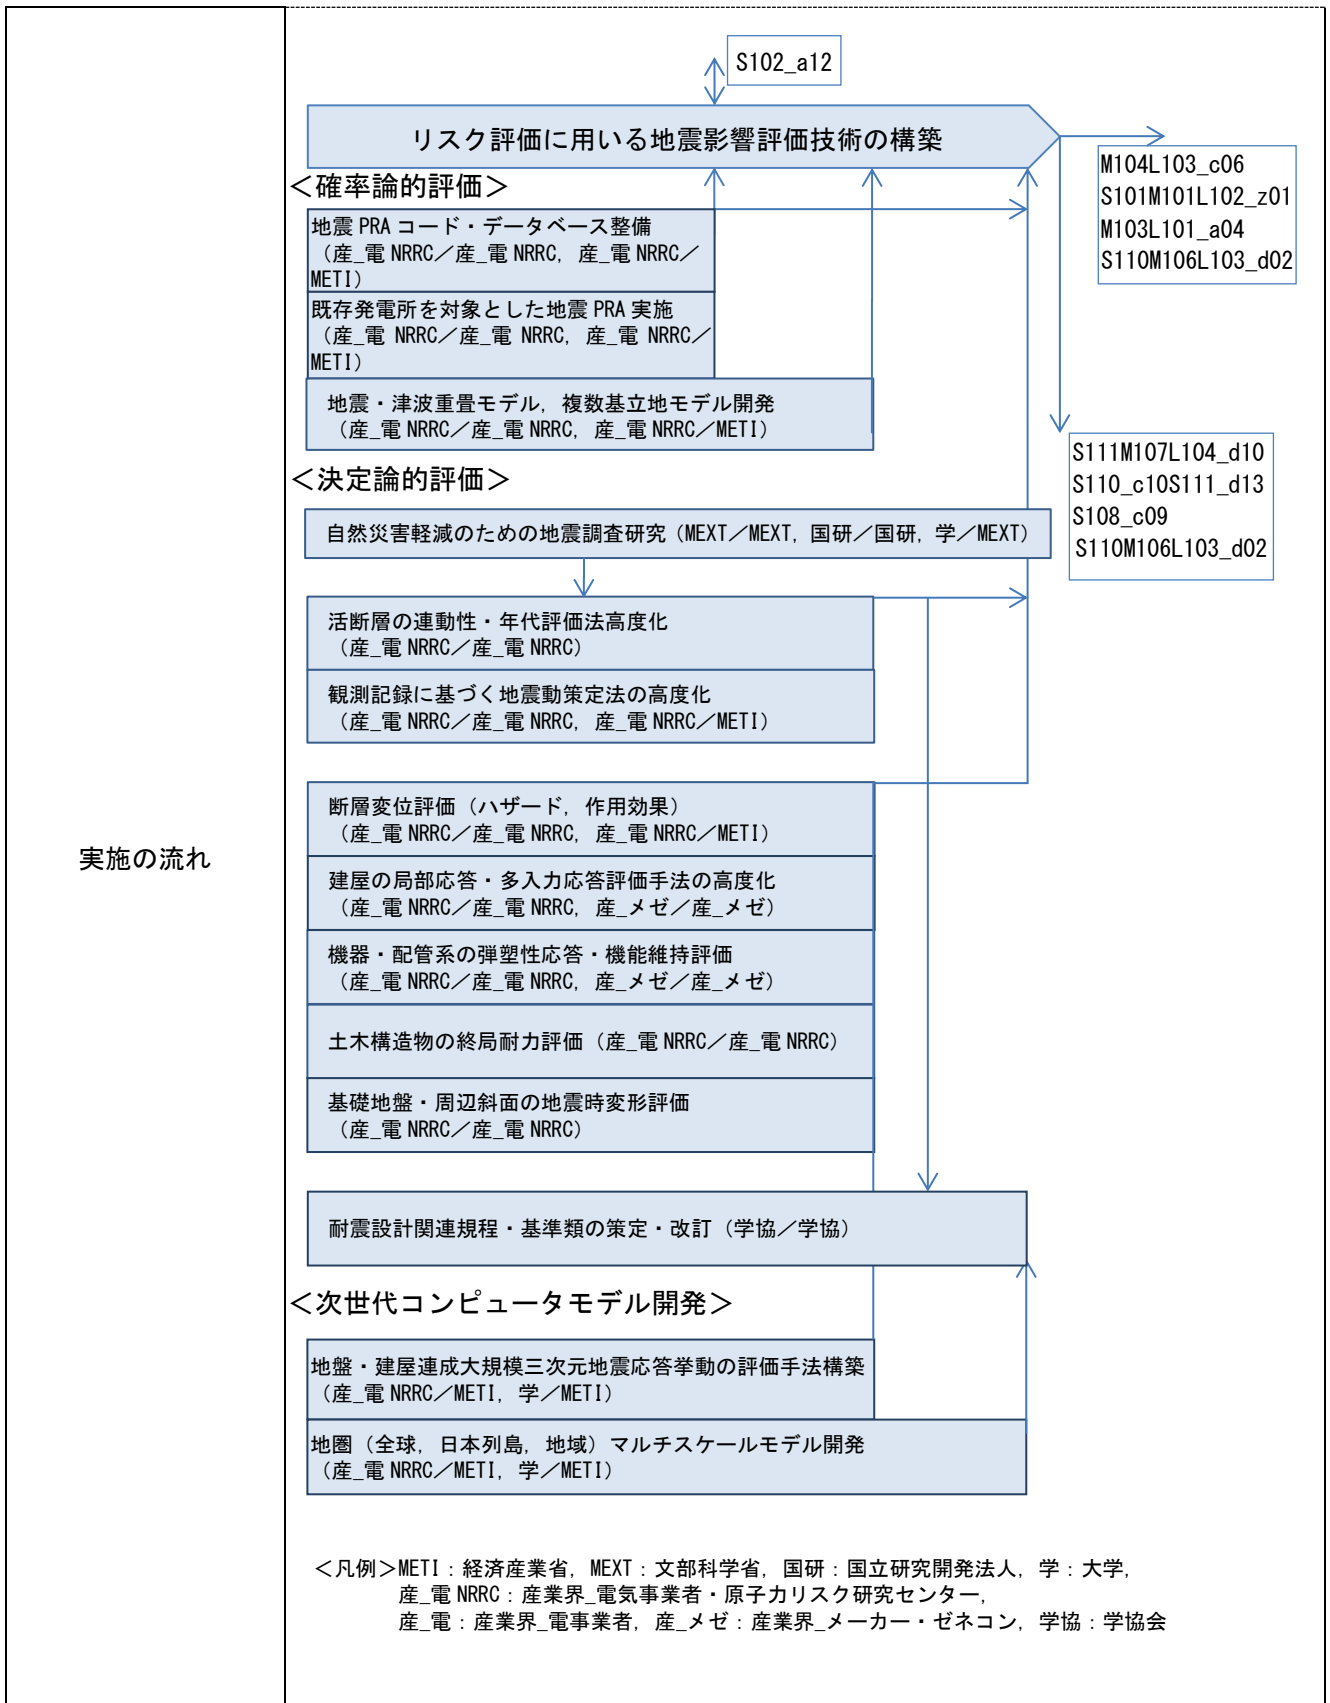 実施の流れ
S102_a12
リスク評価に用いる地震影響評価技術の構築
M104L103_c06
S101M101L102_z01
M103L101_a04
S110M106L103_d02
＜確率論的評価＞
地震 PRA コード・データベース整備
（産_電 NRRC／産_電 NRRC, 産_電 NRRC／
METI）
既存発電所を対象とした地震 PRA 実施
（産_電 NRRC／産_電 NRRC, 産_電 NRRC／
METI）
地震・津波重畳モデル, 複数基立地モデル開発
（産_電 NRRC／産_電 NRRC, 産_電 NRRC／METI）
S111M107L104_d10
S110_c10S111_d13
S108_c09
S110M106L103_d02
＜決定論的評価＞
自然災害軽減のための地震調査研究（MEXT／MEXT, 国研／国研, 学／MEXT）
活断層の連動性・年代評価法高度化
（産_電 NRRC／産_電 NRRC）
観測記録に基づく地震動策定法の高度化
（産_電 NRRC／産_電 NRRC, 産_電 NRRC／METI）
断層変位評価（ハザード, 作用効果）
（産_電 NRRC／産_電 NRRC, 産_電 NRRC／METI）
建屋の局部応答・多入力応答評価手法の高度化
（産_電 NRRC／産_電 NRRC, 産_メゼ／産_メゼ）
機器・配管系の弾塑性応答・機能維持評価
（産_電 NRRC／産_電 NRRC, 産_メゼ／産_メゼ）
土木構造物の終局耐力評価（産_電 NRRC／産_電 NRRC）
基礎地盤・周辺斜面の地震時変形評価
（産_電 NRRC／産_電 NRRC）
耐震設計関連規程・基準類の策定・改訂（学協／学協）
＜次世代コンピュータモデル開発＞
地盤・建屋連成大規模三次元地震応答挙動の評価手法構築
（産_電 NRRC／METI, 学／METI）
地圏（全球, 日本列島, 地域）マルチスケールモデル開発
（産_電 NRRC／METI, 学／METI）
＜凡例＞METI：経済産業省, MEXT：文部科学省, 国研：国立研究開発法人, 学：大学,
産_電 NRRC：産業界_電気事業者・原子力リスク研究センター,
産_電：産業界_電事業者, 産_メゼ：産業界_メーカー・ゼネコン, 学協：学協会